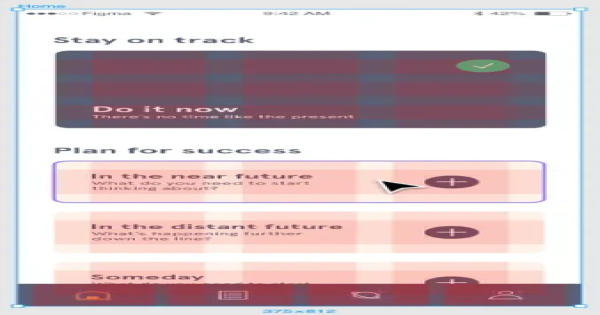 Home
Figma 9:42 AM 42%
Stay on track
Do it now
There's no time like the present
Plan for success
In the near future
What do you need to start
thinking about?
In the distant future
What's happening further
down the line?
Someday
375×812